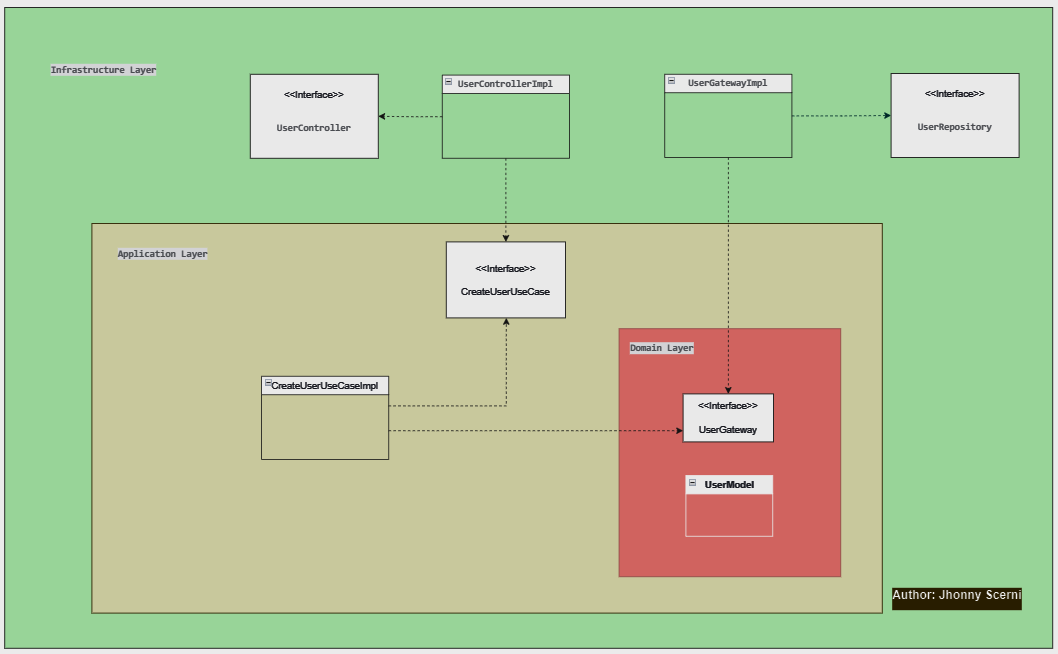 Infrastructure Layer
<<Interface>>
UserController
UserControllerImpl
UserGatewayImpl
<<Interface>>
UserRepository
Application Layer
<<Interface>>
CreateUserUseCase
CreateUserUseCaseImpl
Domain Layer
<<Interface>>
UserGateway
UserModel
Author: Jhonny Scerni